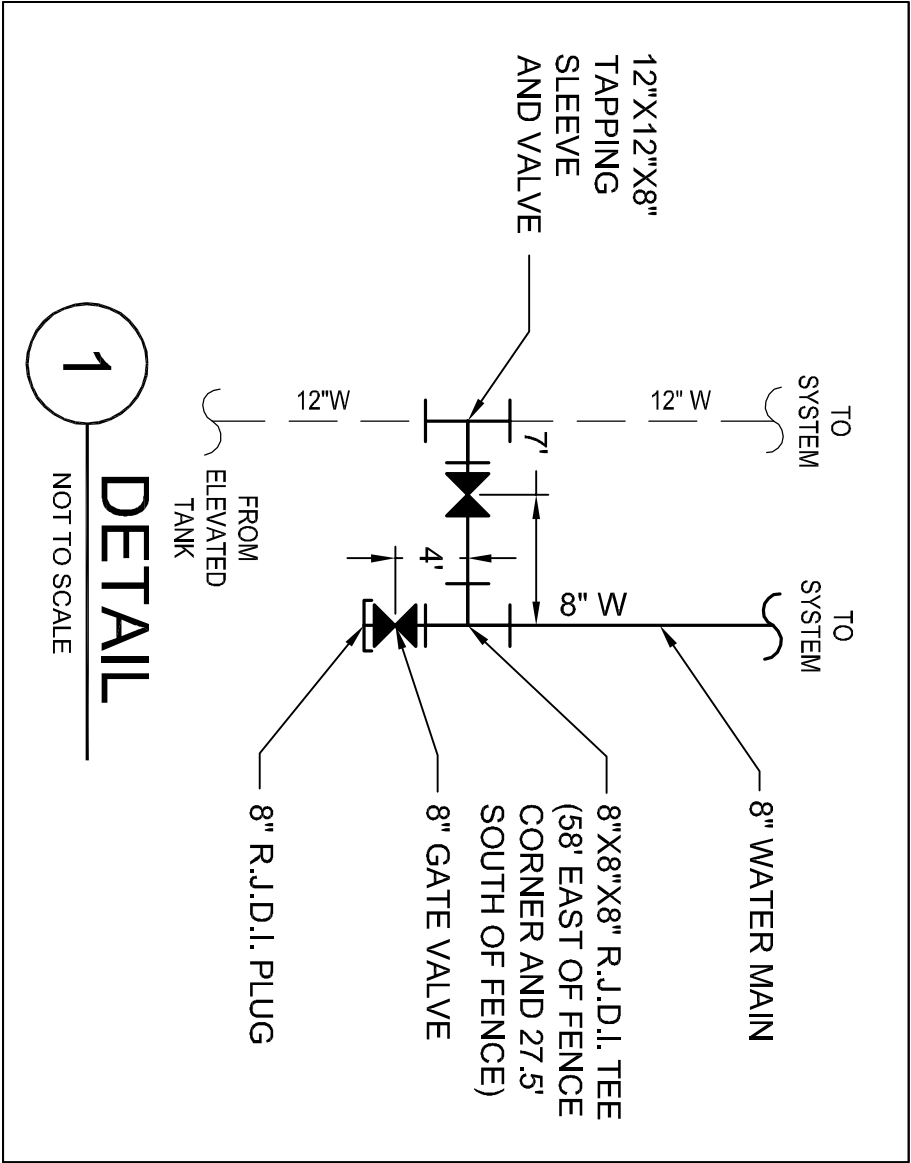 12"X12"X8"
TAPPING
SLEEVE
AND VALVE
TO
SYSTEM
12" W
12"W
FROM
ELEVATED
TANK
7'
4'
8" W
TO
SYSTEM
8" WATER MAIN
8"X8"X8" R.J.D.I. TEE
(58' EAST OF FENCE
CORNER AND 27.5'
SOUTH OF FENCE)
8" GATE VALVE
8" R.J.D.I. PLUG
1
DETAIL
NOT TO SCALE